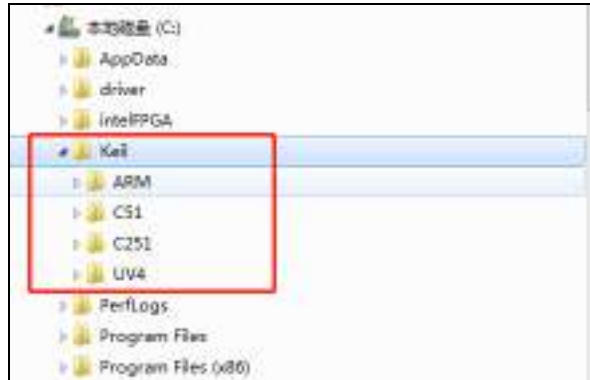 本地磁盘 (C:)
AppData
driver
intelFPGA
Keil
ARM
C51
C251
UV4
PerfLogs
Program Files
Program Files (x86)